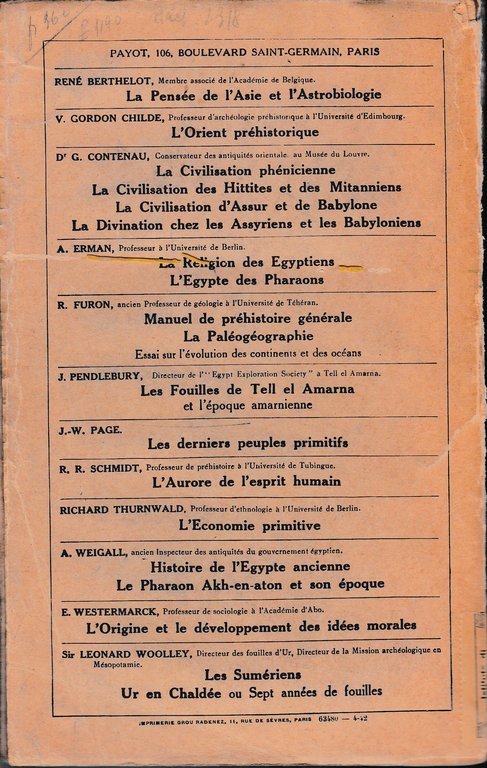 PAYOT, 106, BOULEVARD SAINT-GERMAIN, PARIS
RENÉ BERTHELOT, Membre associé de l'Académie de Belgique.
La Pensée de l'Asie et l'Astrobiologie
V. GORDON CHILDE, Professeur d'archéologie préhistorique à l'Université d'Edimbourg.
L'Orient préhistorique
Dr G. CONTENAU, Conservateur des antiquités orientale. au Musée du Louvre.
La Civilisation phénicienne
La Civilisation des Hittites et des Mitanniens
La Civilisation d'Assur et de Babylone
La Divination chez les Assyriens et les Babyloniens
A. ERMAN, Professeur à l'Université de Berlin.
La Religion des Egyptiens
L'Egypte des Pharaons
R. FURON, ancien Professeur de géologie à l'Université de Téhéran.
Manuel de préhistoire générale
La Paléogéographie
Essai sur l'évolution des continents et des océans
J. PENDLEBURY, Directeur de l'"Egypt Exploration Society" à Tell el Amarna.
Les Fouilles de Tell el Amarna
et l'époque amarnienne
J.-W. PAGE.
Les derniers peuples primitifs
R. R. SCHMIDT, Professeur de préhistoire à l'Université de Tubingue.
L'Aurore de l'esprit humain
RICHARD THURNWALD, Professeur d'ethnologie à l'Université de Berlin.
L'Economie primitive
A. WEIGALL, ancien Inspecteur des antiquités du gouvernement égyptien.
Histoire de l'Egypte ancienne
Le Pharaon Akh-en-aton et son époque
E. WESTERMARCK, Professeur de sociologie à l'Académie d'Abo.
L'Origine et le développement des idées morales
Sir LEONARD WOOLLEY, Directeur des fouilles d'Ur, Directeur de la Mission archéologique en
Mésopotamie.
Les Sumériens
Ur en Chaldée ou Sept années de fouilles
IMPRIMERIE GROU RADENEZ, 11, RUE DE SÈVRES, PARIS 63480 — 4-42